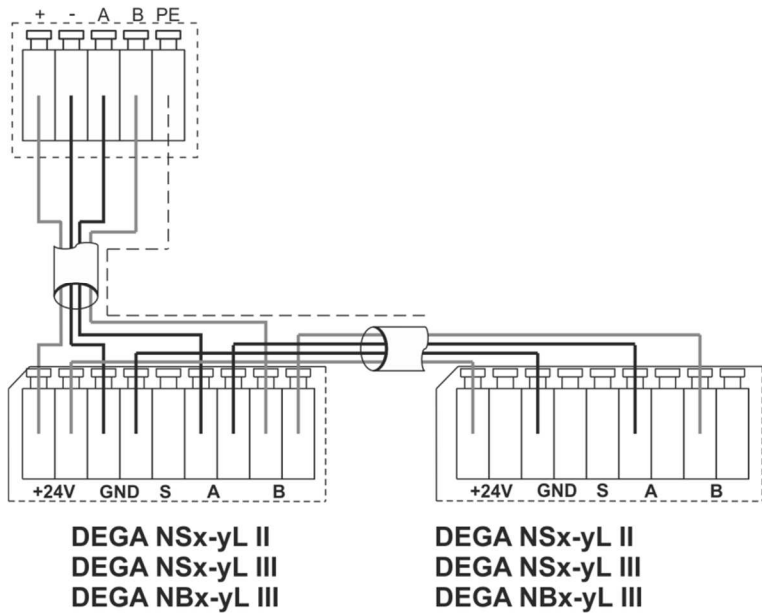 + - A B PE
+24V GND S A B
+24V GND S A B
DEGA NSx-yL II
DEGA NSx-yL III
DEGA NBx-yL III
DEGA NSx-yL II
DEGA NSx-yL III
DEGA NBx-yL III